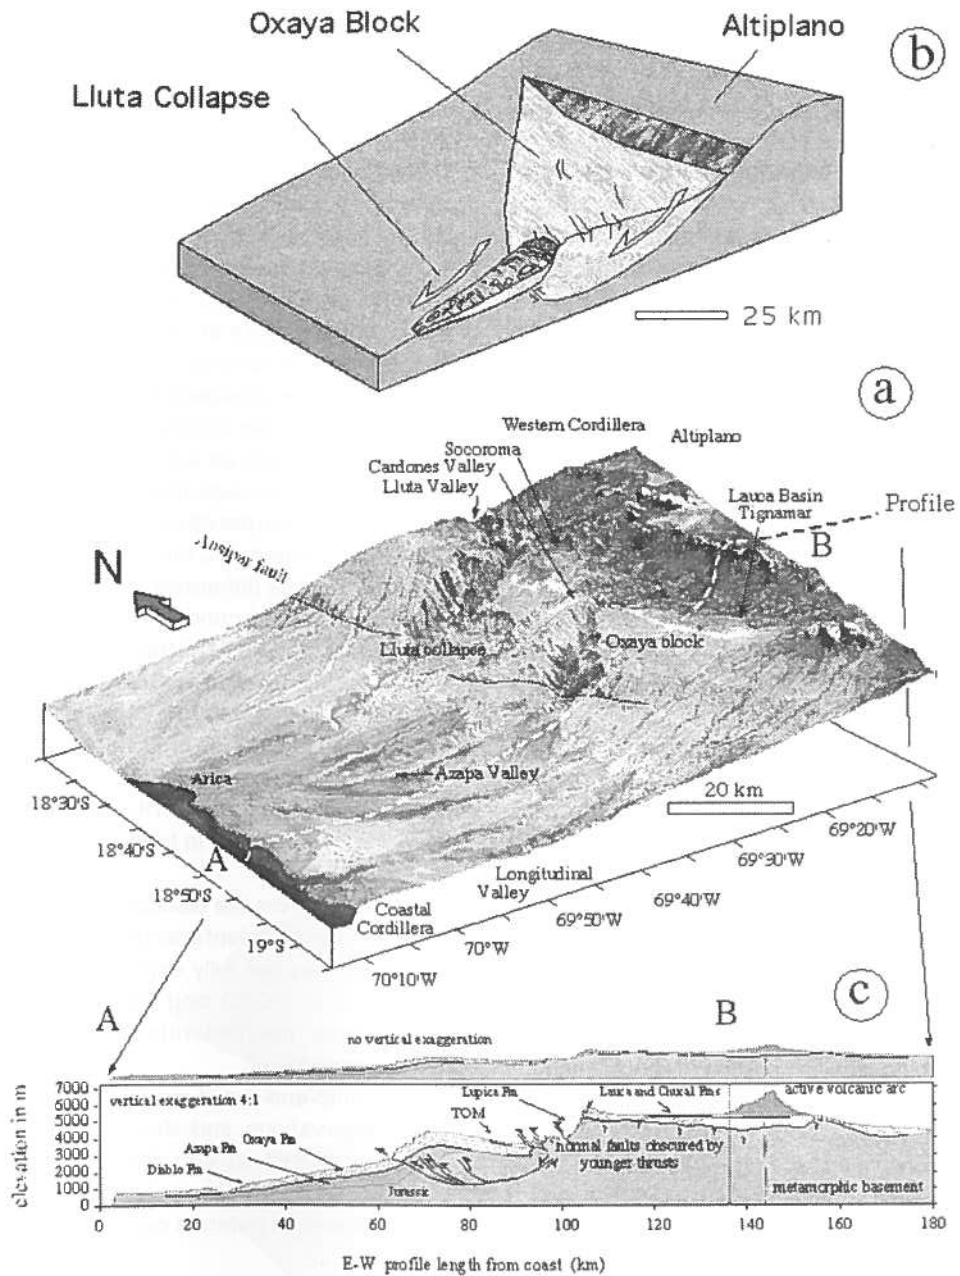 Oxaya Block
Altiplano
b
Lluta Collapse
25 km
a
Western Cordillera
Altiplano
Socoroma
Cardones Valley
Lluta Valley
Lauca Basin
Tignamar
Profile
B
Ausipar fault
N
Lluta collapse
Oxaya block
Arica
Azapa Valley
20 km
18°30'S
18°40'S
A
18°50'S
19°S
69°20'W
69°30'W
69°40'W
69°50'W
70°W
70°10'W
Longitudinal
Valley
Coastal
Cordillera
c
A
B
no vertical exaggeration
elevation in m
7000
6000
5000
4000
3000
2000
1000
0
vertical exaggeration 4:1
Lupica Fm
Lauca and Chucal Fms
active volcanic arc
TOM
Oxaya Fm
Azapa Fm
Diablo Fm
normal faults obscured by
younger thrusts
Jurassic
metamorphic basement
0
20
40
60
80
100
120
140
160
180
E-W profile length from coast (km)